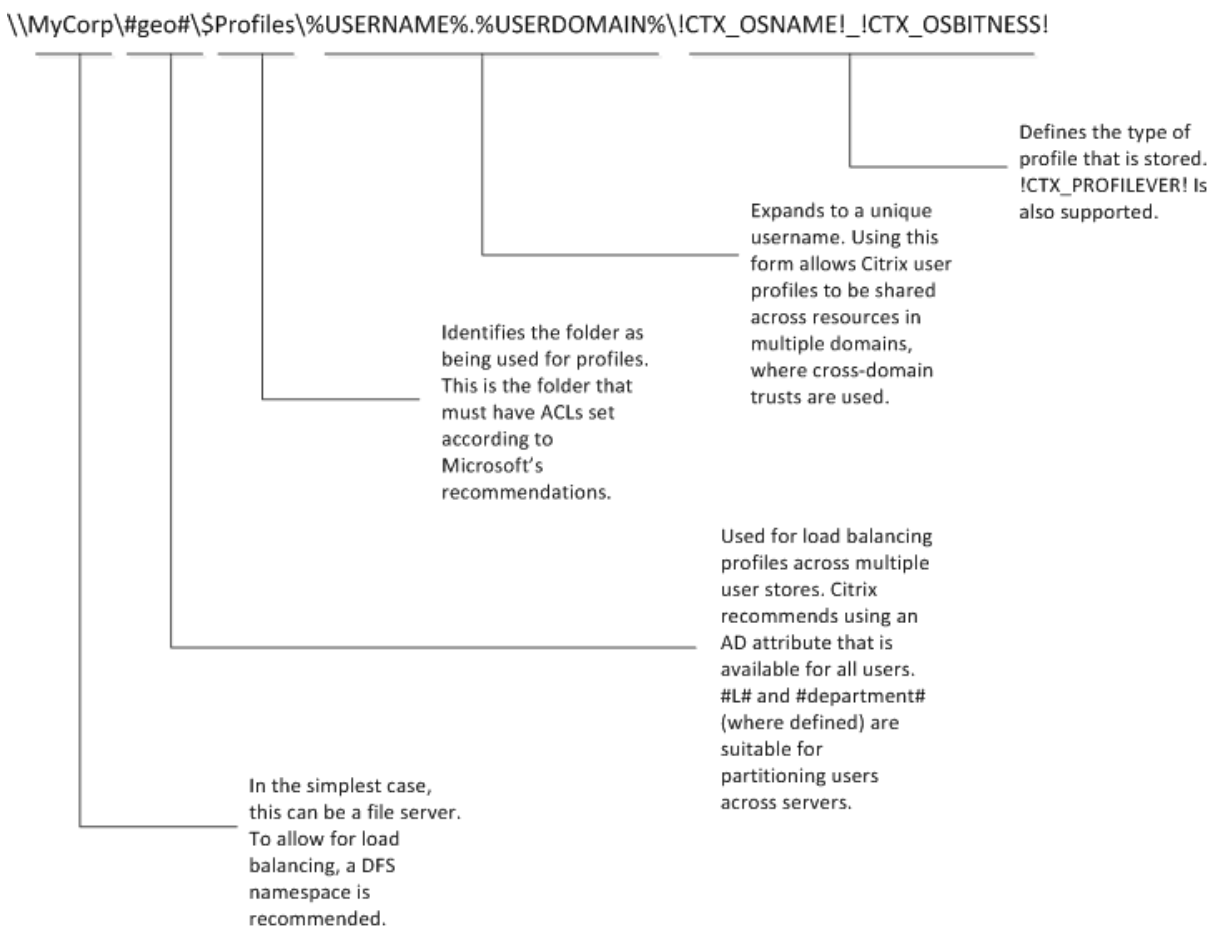 \\MyCorp\#geo#\$Profiles\%USERNAME%.%USERDOMAIN%\!CTX_OSNAME!_!CTX_OSBITNESS!
Defines the type of
profile that is stored.
!CTX_PROFILEVER! Is
also supported.
Expands to a unique
username. Using this
form allows Citrix user
profiles to be shared
across resources in
multiple domains,
where cross-domain
trusts are used.
Identifies the folder as
being used for profiles.
This is the folder that
must have ACLs set
according to
Microsoft’s
recommendations.
Used for load balancing
profiles across multiple
user stores. Citrix
recommends using an
AD attribute that is
available for all users.
#L# and #department#
(where defined) are
suitable for
partitioning users
across servers.
In the simplest case,
this can be a file server.
To allow for load
balancing, a DFS
namespace is
recommended.